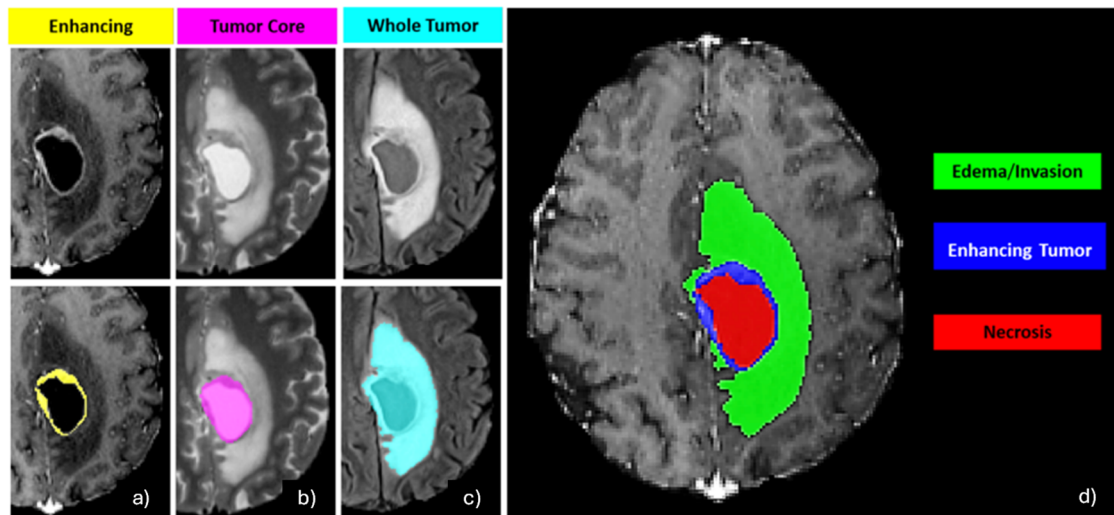 Enhancing
Tumor Core
Whole Tumor
Edema/Invasion
Enhancing Tumor
Necrosis
a)
b)
c)
d)